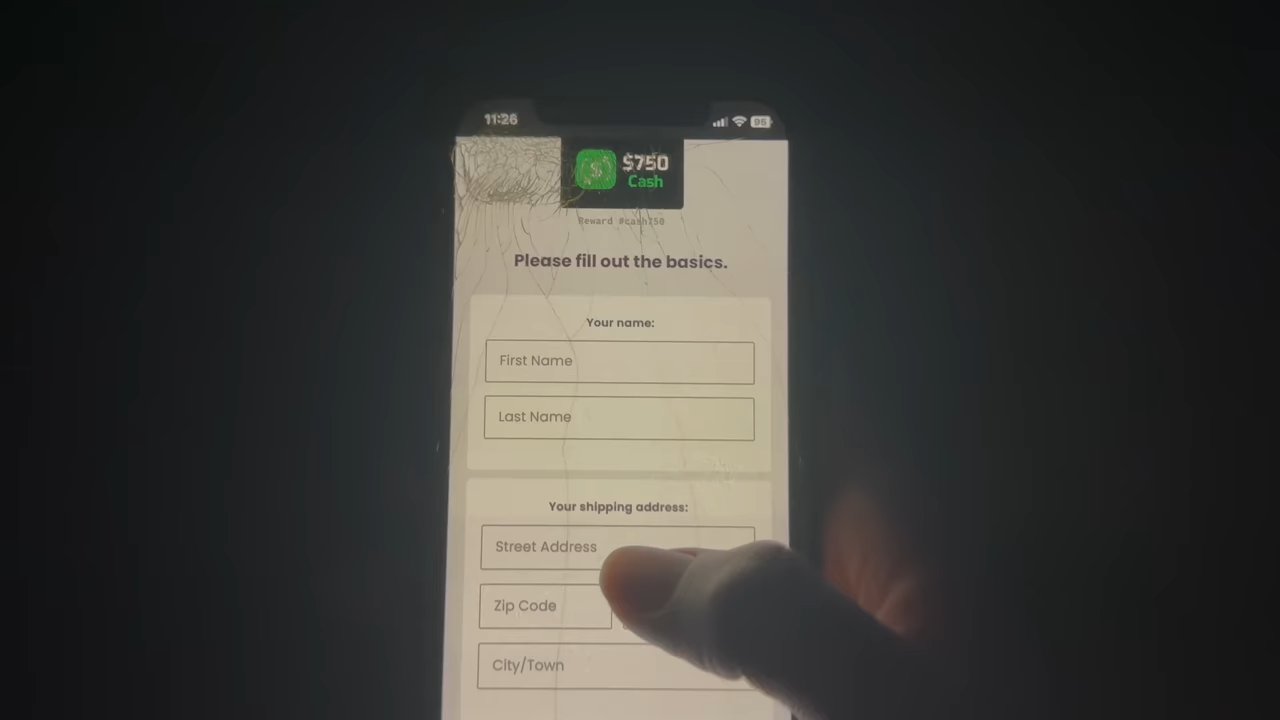 11:26
95
$
$750
Cash
Reward #cash750
Please fill out the basics.
Your name:
First Name
Last Name
Your shipping address:
Street Address
Zip Code
City/Town